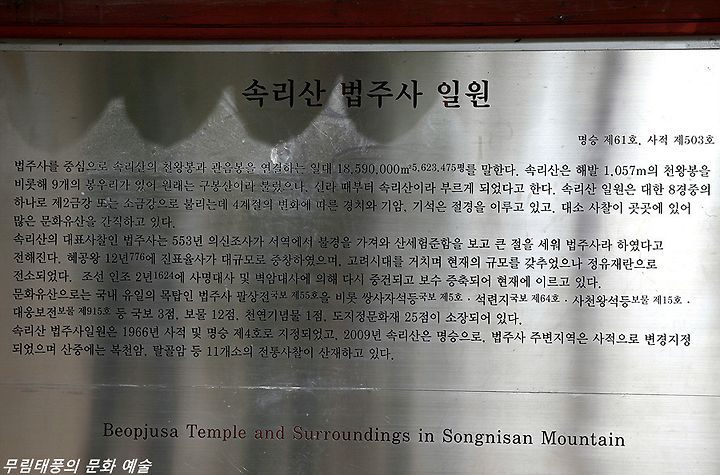 속리산 법주사 일원
명승 제61호, 사적 제503호
법주사를 중심으로 속리산의 천왕봉과 관음봉을 연결하는 일대 18,590,000m²5,623,475평를 말한다. 속리산은 해발 1,057m의 천왕봉을
비롯해 9개의 봉우리가 있어 원래는 구봉산이라 불렀으나, 신라 때부터 속리산이라 부르게 되었다고 한다. 속리산 일원은 대한 8경중의
하나로 제2금강 또는 소금강으로 불리는데 4계절의 변화에 따른 경치와 기암, 기석은 절경을 이루고 있고, 대소 사찰이 곳곳에 있어
많은 문화유산을 간직하고 있다.
속리산의 대표사찰인 법주사는 553년 의신조사가 서역에서 불경을 가져와 산세험준함을 보고 큰 절을 세워 법주사라 하였다고
전해진다. 혜공왕 12년776에 진표율사가 대규모로 중창하였으며, 고려시대를 거치며 현재의 규모를 갖추었으나 정유재란으로
전소되었다. 조선 인조 2년1624에 사명대사 및 벽암대사에 의해 다시 중건되고 보수 증축되어 현재에 이르고 있다.
문화유산으로는 국내 유일의 목탑인 법주사 팔상전국보 제55호을 비롯 쌍사자석등국보 제5호 · 석련지국보 제64호 · 사천왕석등보물 제15호 ·
대웅보전보물 제915호 등 국보 3점, 보물 12점, 천연기념물 1점, 도지정문화재 25점이 소장되어 있다.
속리산 법주사일원은 1966년 사적 및 명승 제4호로 지정되었고, 2009년 속리산은 명승으로, 법주사 주변지역은 사적으로 변경지정
되었으며 산중에는 복천암, 탈골암 등 11개소의 전통사찰이 산재하고 있다.
Beopjusa Temple and Surroundings in Songnisan Mountain
무림태풍의 문화 예술